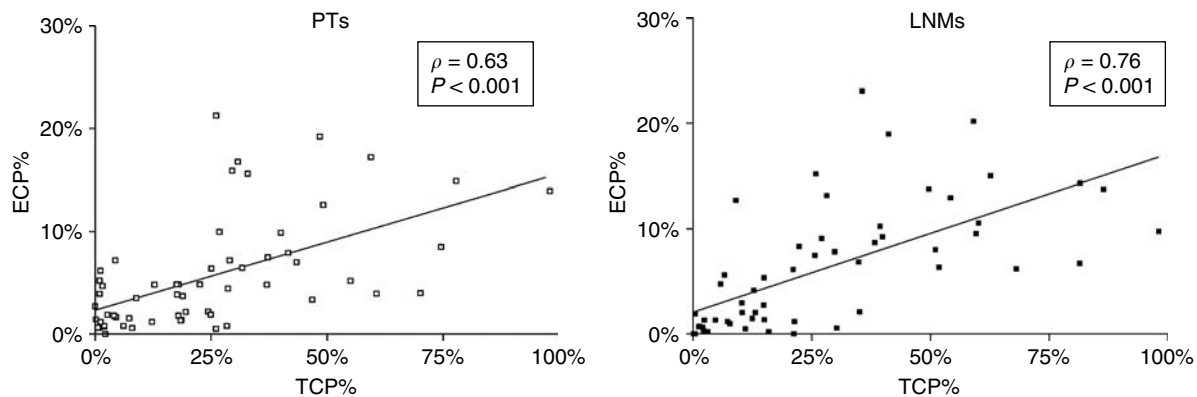 PTs
30%
20%
10%
0%
ECP%
ρ = 0.63
P < 0.001
0% 25% 50% 75% 100%
TCP%
LNMs
30%
20%
10%
0%
ECP%
ρ = 0.76
P < 0.001
0% 25% 50% 75% 100%
TCP%